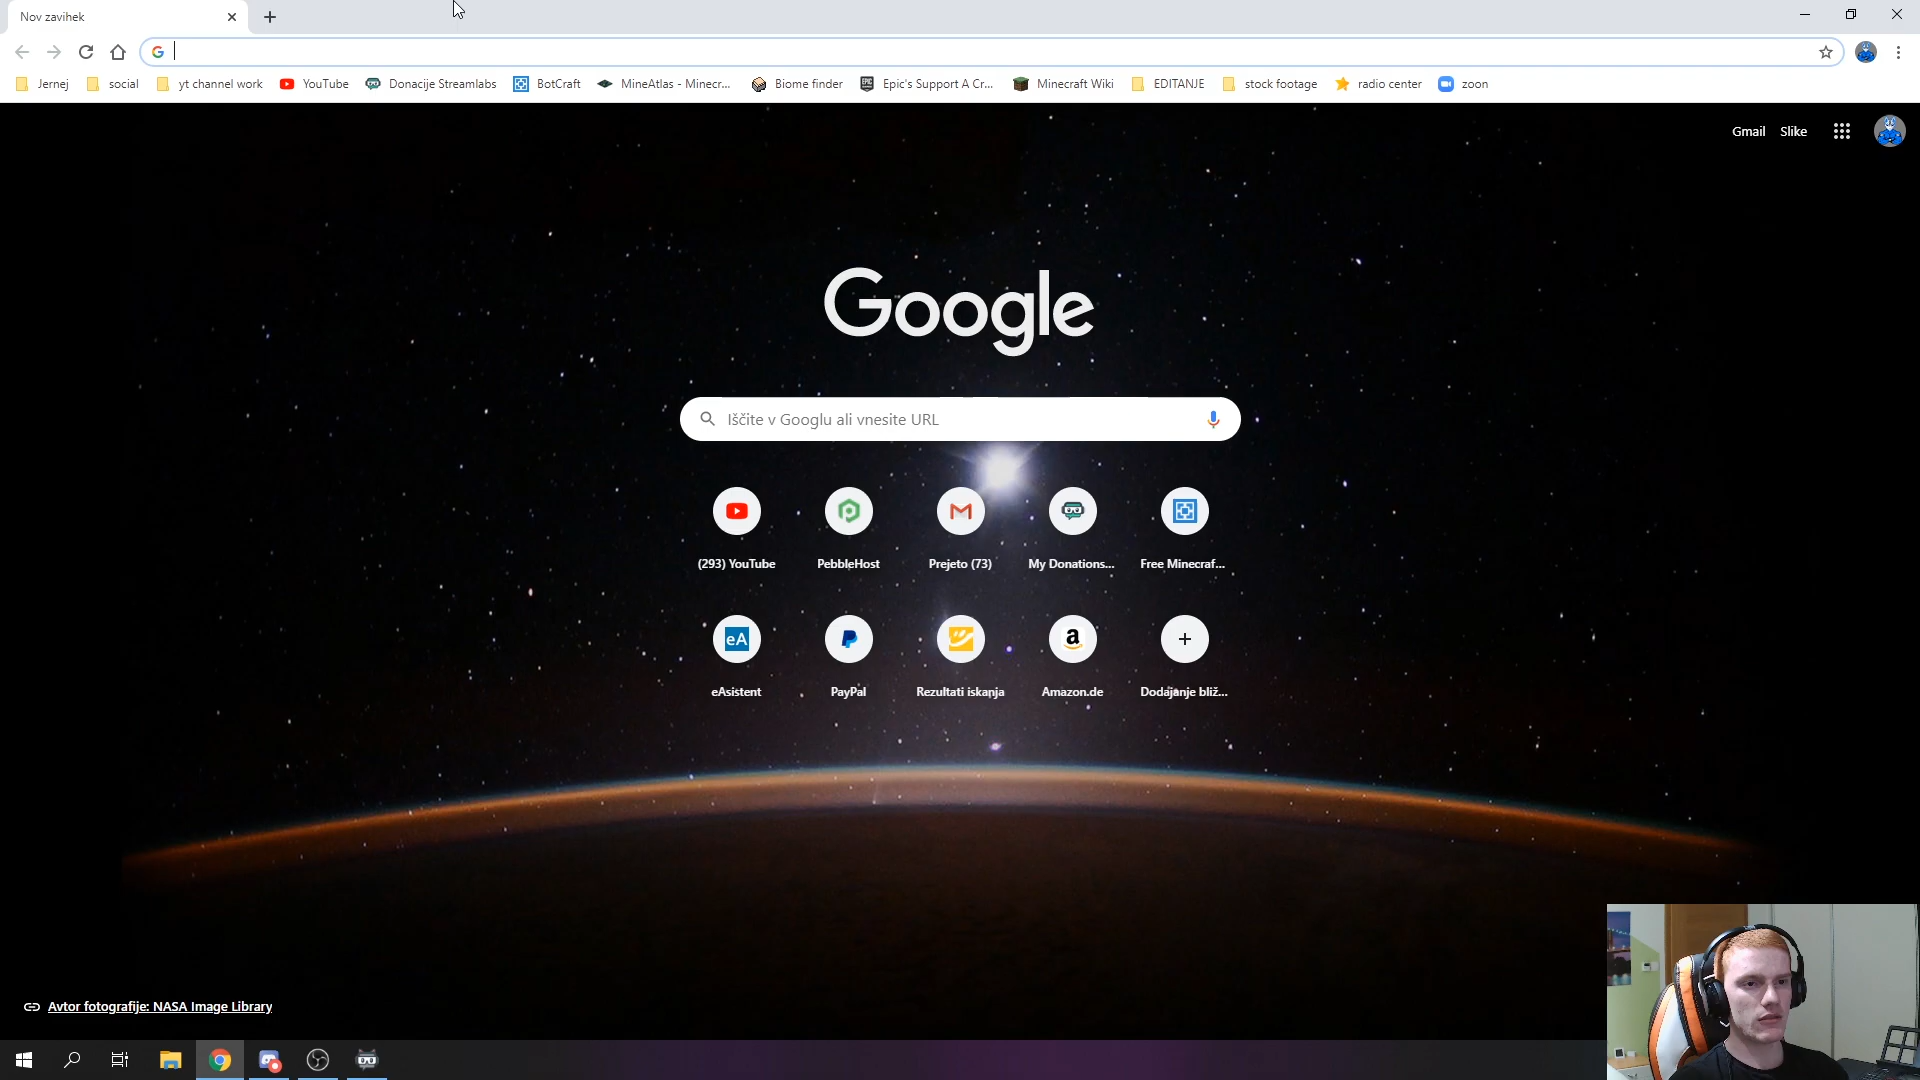 Nov zavihek
Jernej social yt channel work YouTube Donacije Streamlabs BotCraft MineAtlas - Minecr... Biome finder Epic's Support A Cr... Minecraft Wiki EDITANJE stock footage radio center zoon
Gmail Slike
Google
Iščite v Googlu ali vnesite URL
(293) YouTube PebbleHost Prejeto (73) My Donations... Free Minecraf...
eA a
eAsistent PayPal Rezultati iskanja Amazon.de Dodajanje bliž...
Avtor fotografije: NASA Image Library